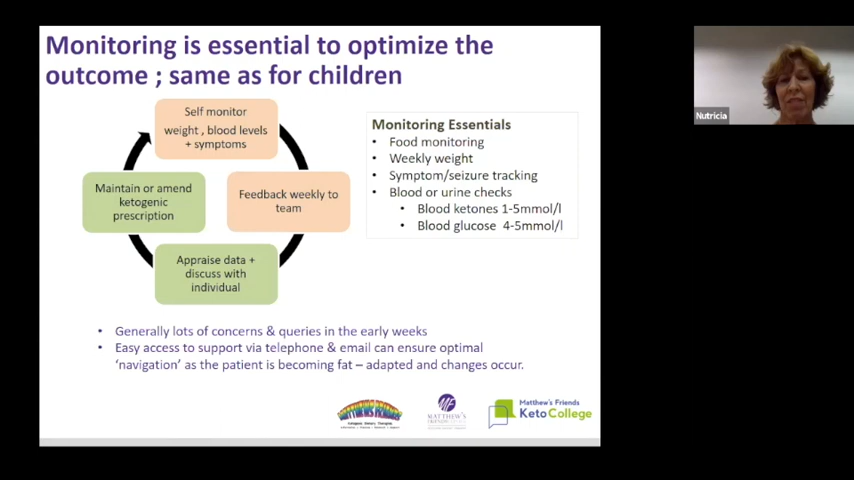 Monitoring is essential to optimize the
outcome ; same as for children
Self monitor
weight , blood levels
+ symptoms
Feedback weekly to
team
Appraise data +
discuss with
individual
Maintain or amend
ketogenic
prescription
Monitoring Essentials
• Food monitoring
• Weekly weight
• Symptom/seizure tracking
• Blood or urine checks
• Blood ketones 1-5mmol/l
• Blood glucose 4-5mmol/l
• Generally lots of concerns & queries in the early weeks
• Easy access to support via telephone & email can ensure optimal
‘navigation’ as the patient is becoming fat – adapted and changes occur.
MATTHEW'S FRIENDS
MATTHEW'S
Matthew's Friends
KetoCollege
Nutricia